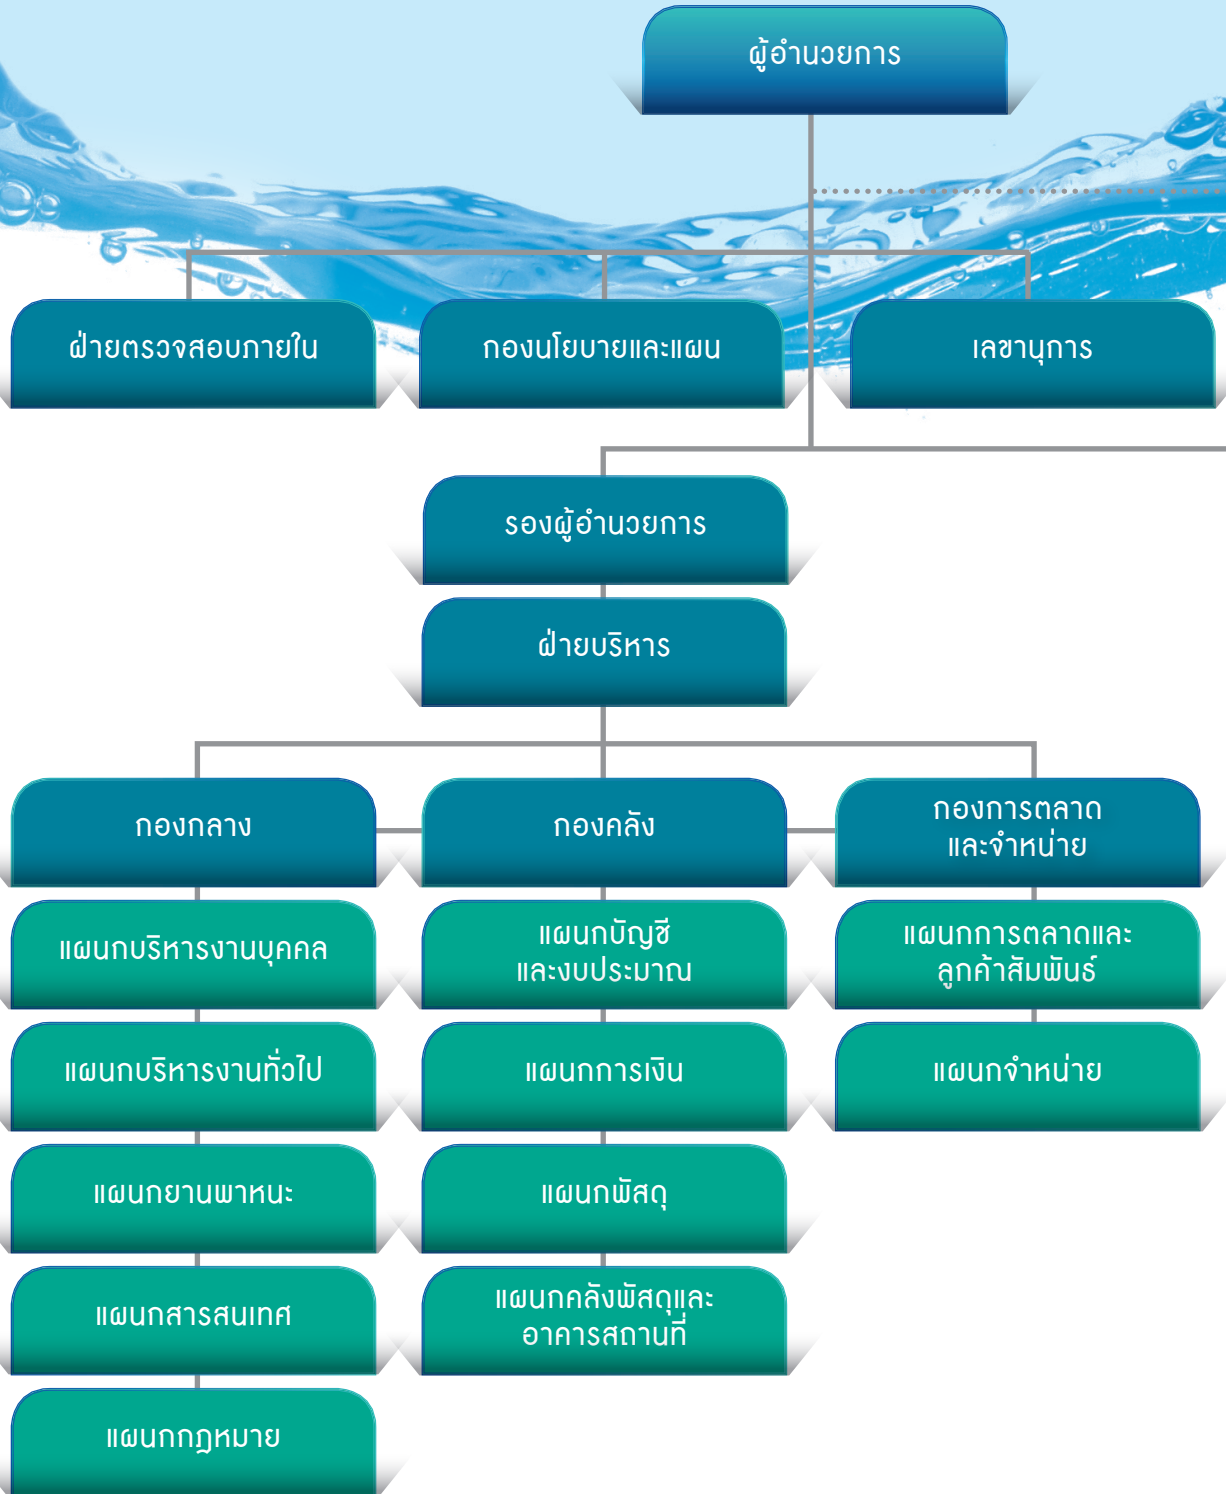 ผู้อำนวยการ
ฝ่ายตรวจสอบภายใน
กองนโยบายและแผน
เลขานุการ
รองผู้อำนวยการ
ฝ่ายบริหาร
กองกลาง
กองคลัง
กองการตลาด
และจำหน่าย
แผนกบริหารงานบุคคล
แผนกบัญชี
และงบประมาณ
แผนกการตลาดและ
ลูกค้าสัมพันธ์
แผนกบริหารงานทั่วไป
แผนกการเงิน
แผนกจำหน่าย
แผนกยานพาหนะ
แผนกพัสดุ
แผนกสารสนเทศ
แผนกคลังพัสดุและ
อาคารสถานที่
แผนกกฎหมาย